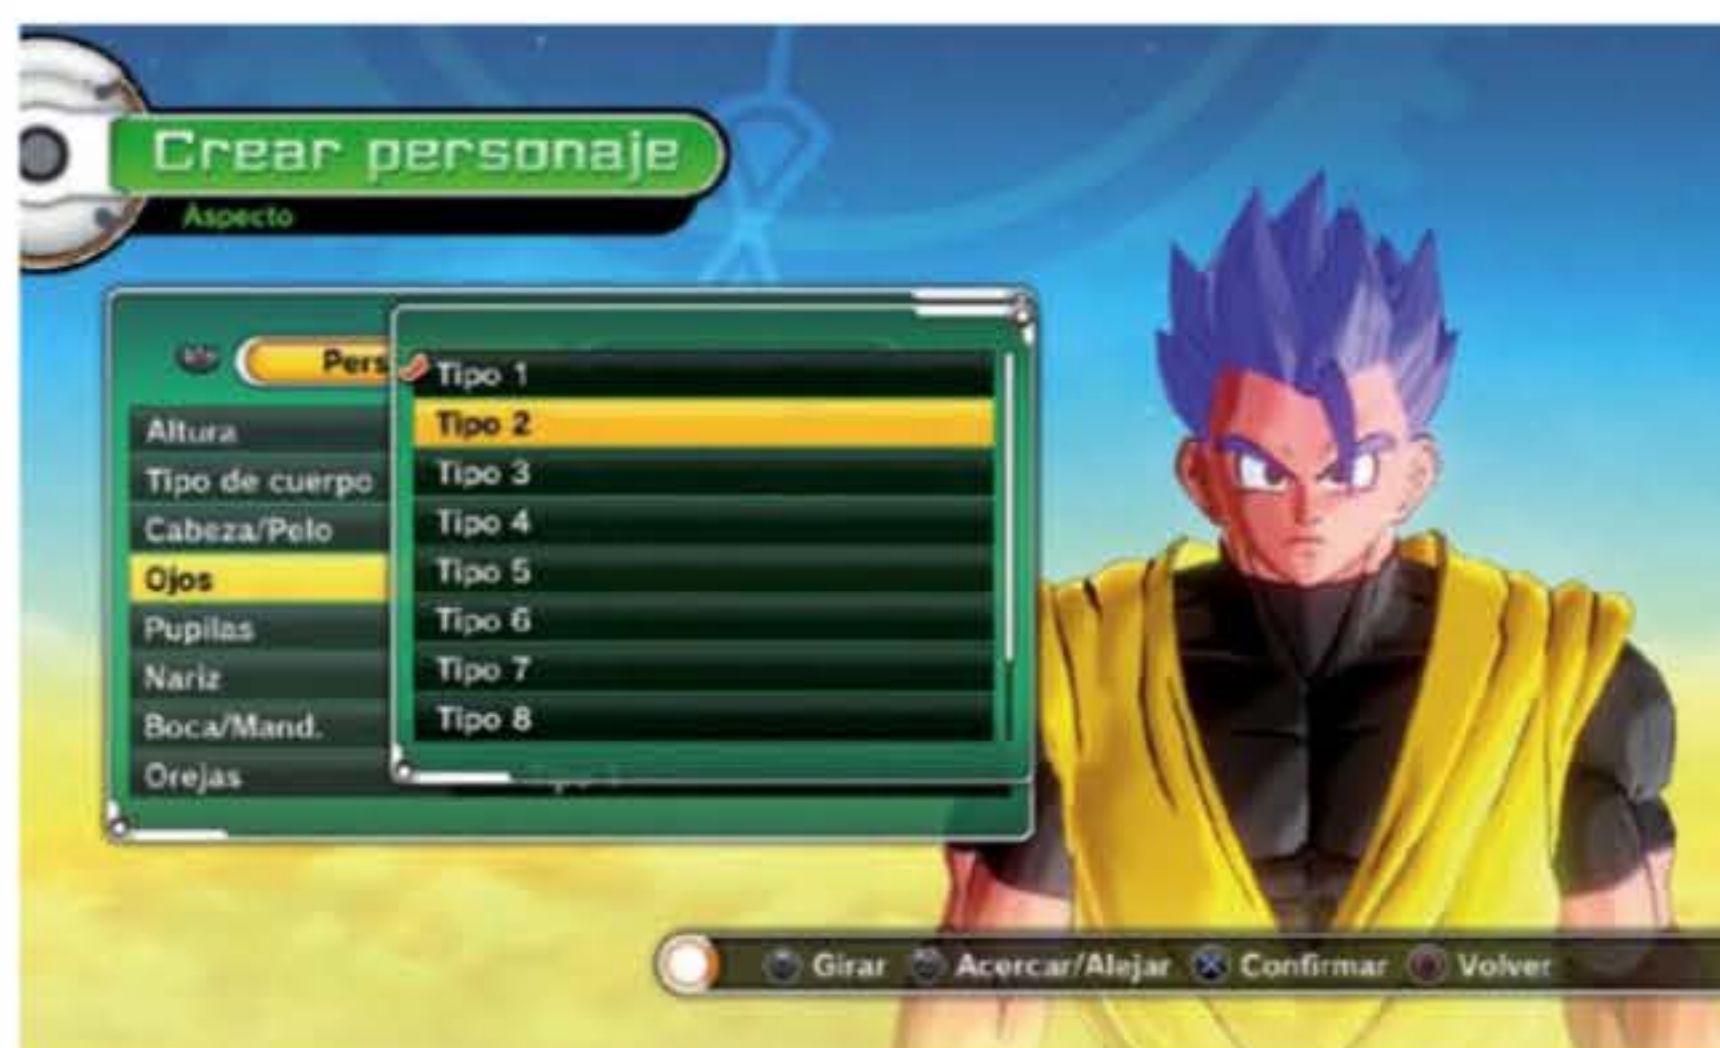 Crear personaje
Aspecto
Pers
Tipo 1
Tipo 2
Tipo 3
Tipo 4
Tipo 5
Tipo 6
Tipo 7
Tipo 8
Altura
Tipo de cuerpo
Cabeza/Pelo
Ojos
Pupilas
Nariz
Boca/Mand.
Orejas
Girar Acercar/Alejar Confirmar Volver